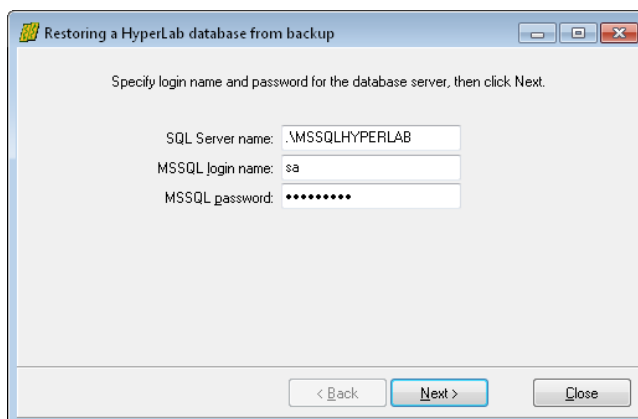 Restoring a HyperLab database from backup
Specify login name and password for the database server, then click Next.
SQL Server name: .\MSSQLHYPERLAB
MSSQL login name: sa
MSSQL password: •••••••••
< Back Next > Close